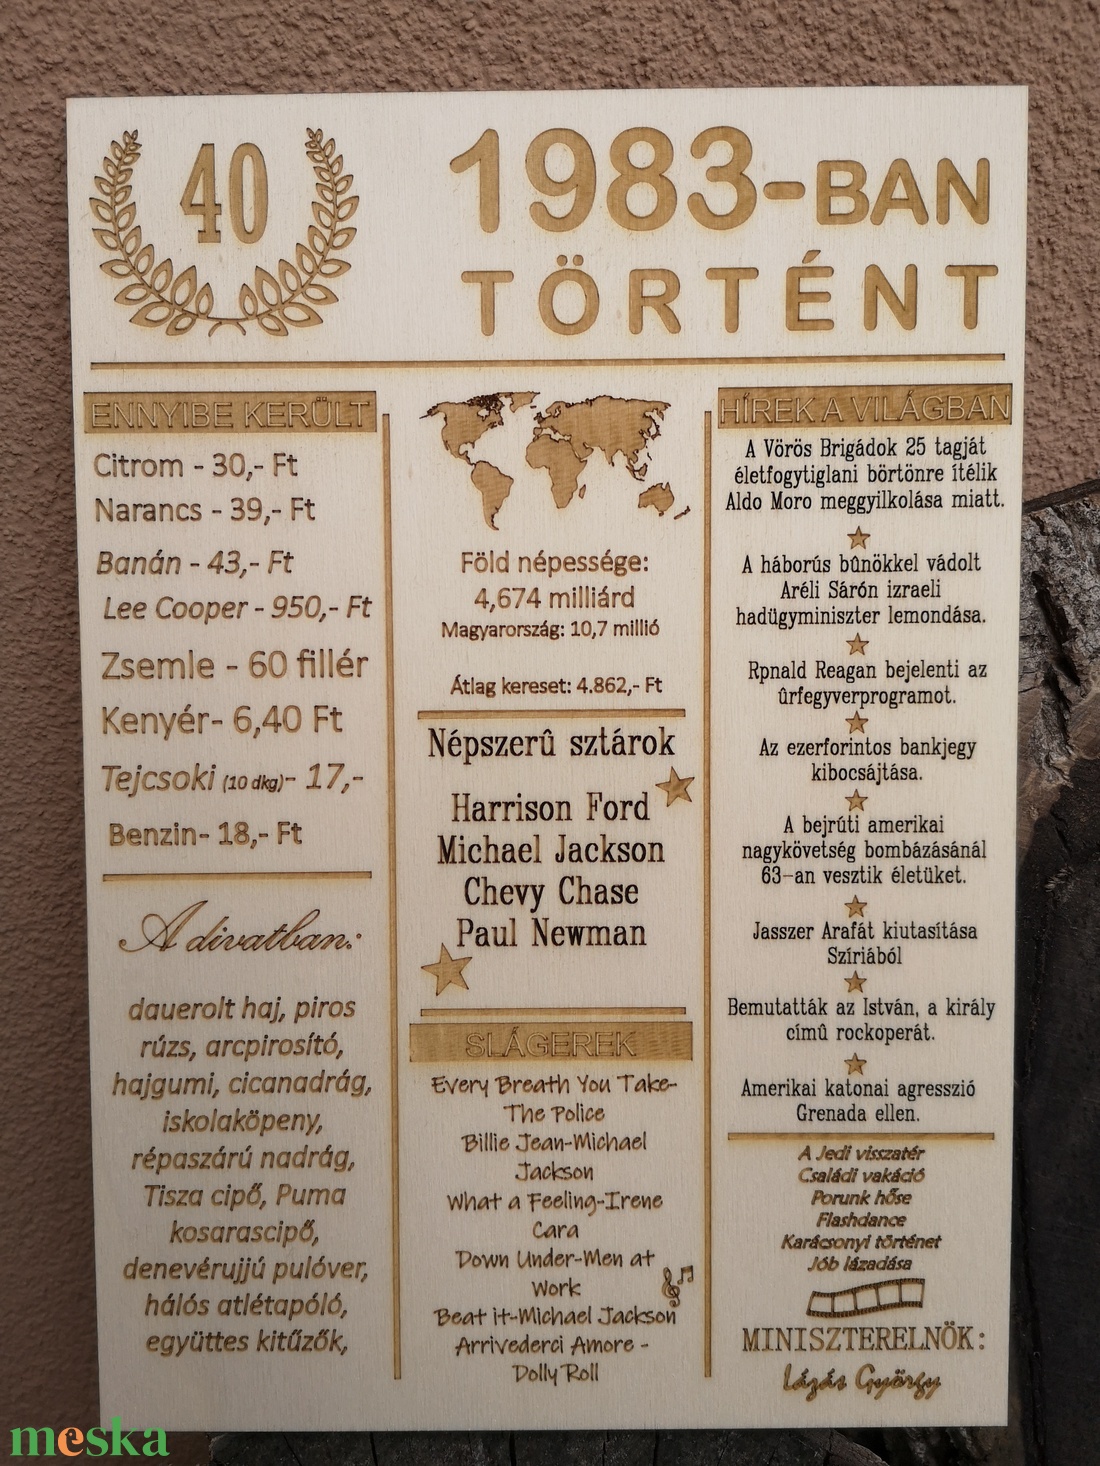 40
1983-BAN
TÖRTÉNT
ENNYIBE KERÜLT
Citrom - 30,- Ft
Narancs - 39,- Ft
Banán - 43,- Ft
Lee Cooper - 950,- Ft
Zsemle - 60 fillér
Kenyér- 6,40 Ft
Tejcsoki (10 dkg)- 17,-
Benzin- 18,- Ft
A divatban:
dauerolt haj, piros
rúzs, arcpirosító,
hajgumi, cicanadrág,
iskolaköpeny,
répaszárú nadrág,
Tisza cipő, Puma
kosarascipő,
denevérujjú pulóver,
hálós atlétapóló,
együttes kitűzők,
Föld népessége:
4,674 milliárd
Magyarország: 10,7 millió
Átlag kereset: 4.862,- Ft
Népszerû sztárok
Harrison Ford
Michael Jackson
Chevy Chase
Paul Newman
SLÁGEREK
Every Breath You Take-
The Police
Billie Jean-Michael
Jackson
What a Feeling-Irene
Cara
Down Under-Men at
Work
Beat it-Michael Jackson
Arrivederci Amore -
Dolly Roll
HÍREK A VILÁGBAN
A Vörös Brigádok 25 tagját
életfogytiglani börtönre ítélik
Aldo Moro meggyilkolása miatt.
A háborús bûnökkel vádolt
Aréli Sárón izraeli
hadügyminiszter lemondása.
Rpnald Reagan bejelenti az
ûrfegyverprogramot.
Az ezerforintos bankjegy
kibocsájtása.
A bejrúti amerikai
nagykövetség bombázásánál
63-an vesztik életüket.
Jasszer Arafát kiutasítása
Szíriából
Bemutatták az István, a király
címû rockoperát.
Amerikai katonai agresszió
Grenada ellen.
A Jedi visszatér
Családi vakáció
Porunk hőse
Flashdance
Karácsonyi történet
Jób lázadása
MINISZTERELNÖK:
Lázás György
meska